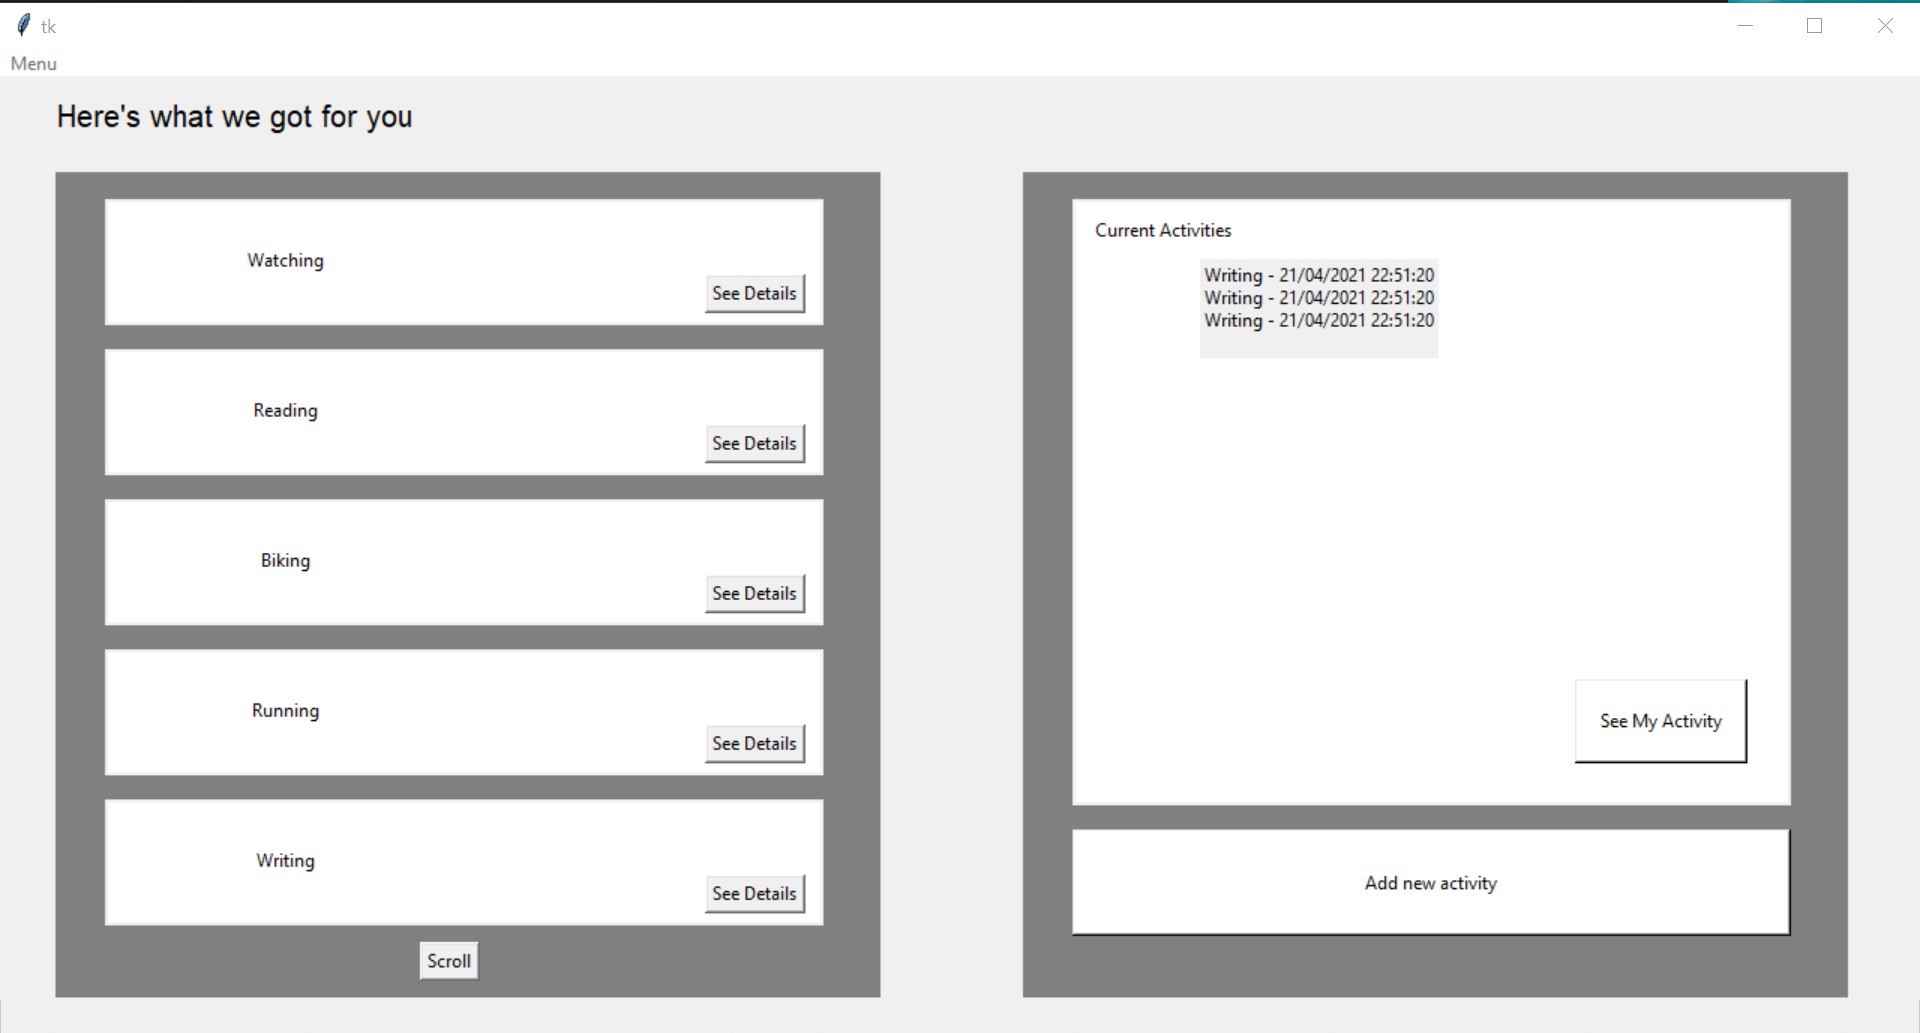 tk
Menu
Here's what we got for you
Watching
See Details
Reading
See Details
Biking
See Details
Running
See Details
Writing
See Details
Scroll
Current Activities
Writing - 21/04/2021 22:51:20
Writing - 21/04/2021 22:51:20
Writing - 21/04/2021 22:51:20
See My Activity
Add new activity